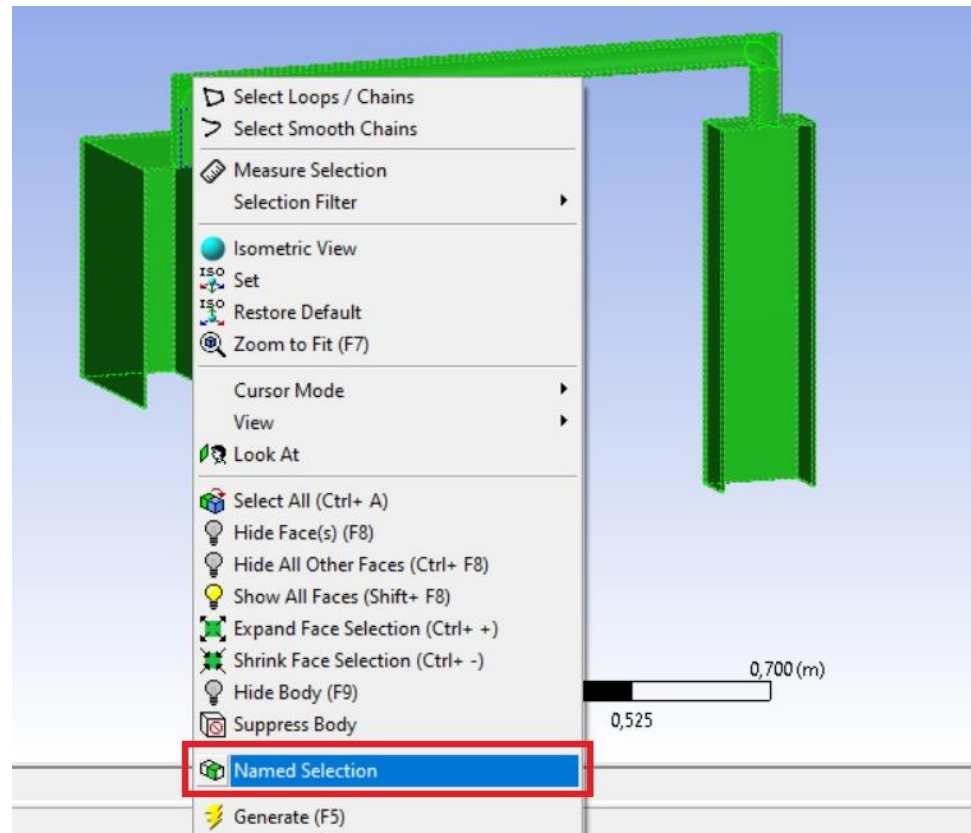 Select Loops / Chains
Select Smooth Chains
Measure Selection
Selection Filter
Isometric View
ISO Set
ISO Restore Default
Zoom to Fit (F7)
Cursor Mode
View
Look At
Select All (Ctrl+ A)
Hide Face(s) (F8)
Hide All Other Faces (Ctrl+ F8)
Show All Faces (Shift+ F8)
Expand Face Selection (Ctrl+ +)
Shrink Face Selection (Ctrl+ -)
Hide Body (F9)
Suppress Body
Named Selection
Generate (F5)
0,700 (m)
0,525